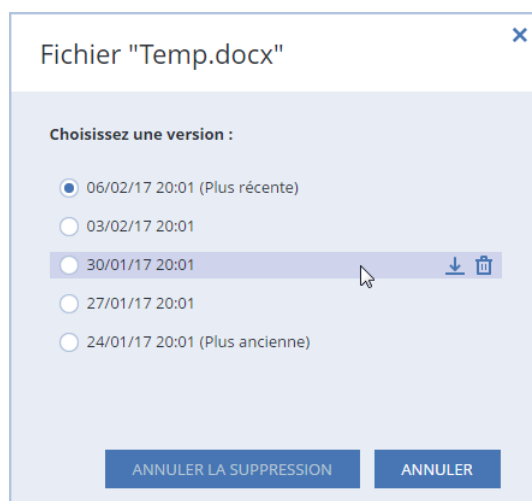 Fichier "Temp.docx"
Choisissez une version :
06/02/17 20:01 (Plus récente)
03/02/17 20:01
30/01/17 20:01
27/01/17 20:01
24/01/17 20:01 (Plus ancienne)
ANNULER LA SUPPRESSION ANNULER